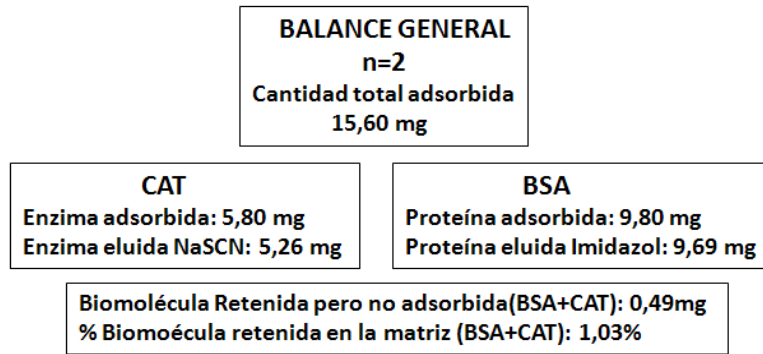 BALANCE GENERAL
n=2
Cantidad total adsorbida
15,60 mg
CAT
Enzima adsorbida: 5,80 mg
Enzima eluida NaSCN: 5,26 mg
BSA
Proteína adsorbida: 9,80 mg
Proteína eluida Imidazol: 9,69 mg
Biomolécula Retenida pero no adsorbida(BSA+CAT): 0,49mg
% Biomoécula retenida en la matriz (BSA+CAT): 1,03%